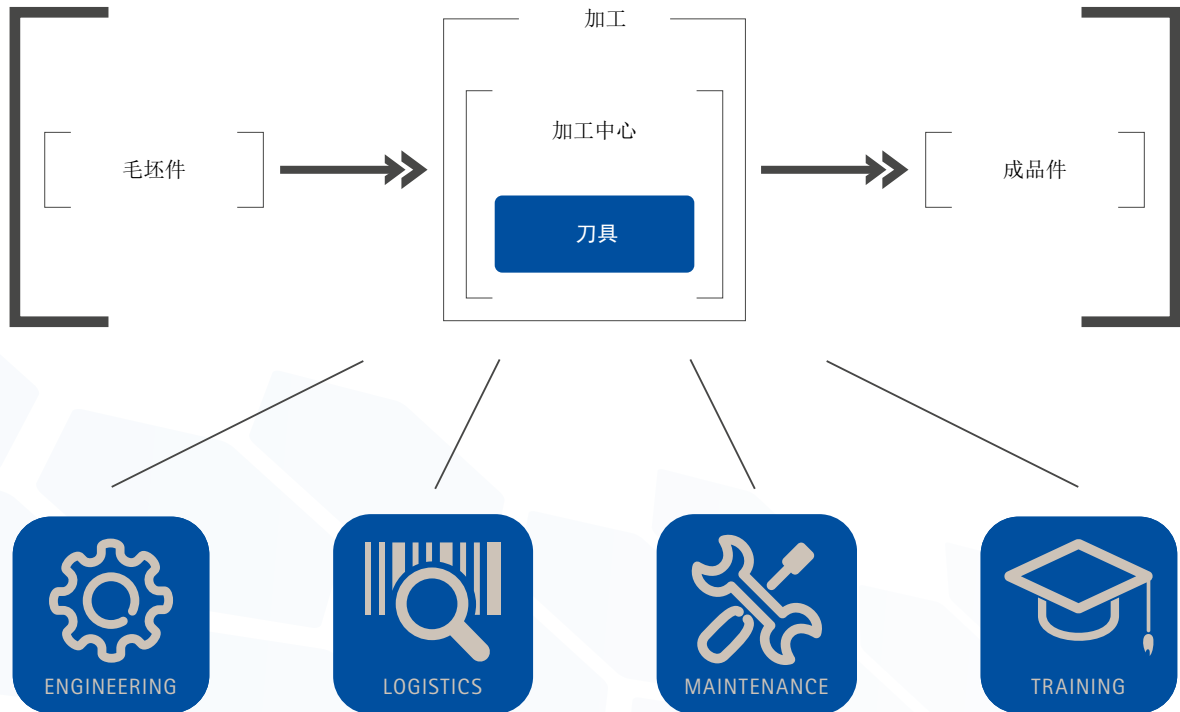 加工
加工中心
毛坯件
成品件
刀具
ENGINEERING
LOGISTICS
MAINTENANCE
TRAINING